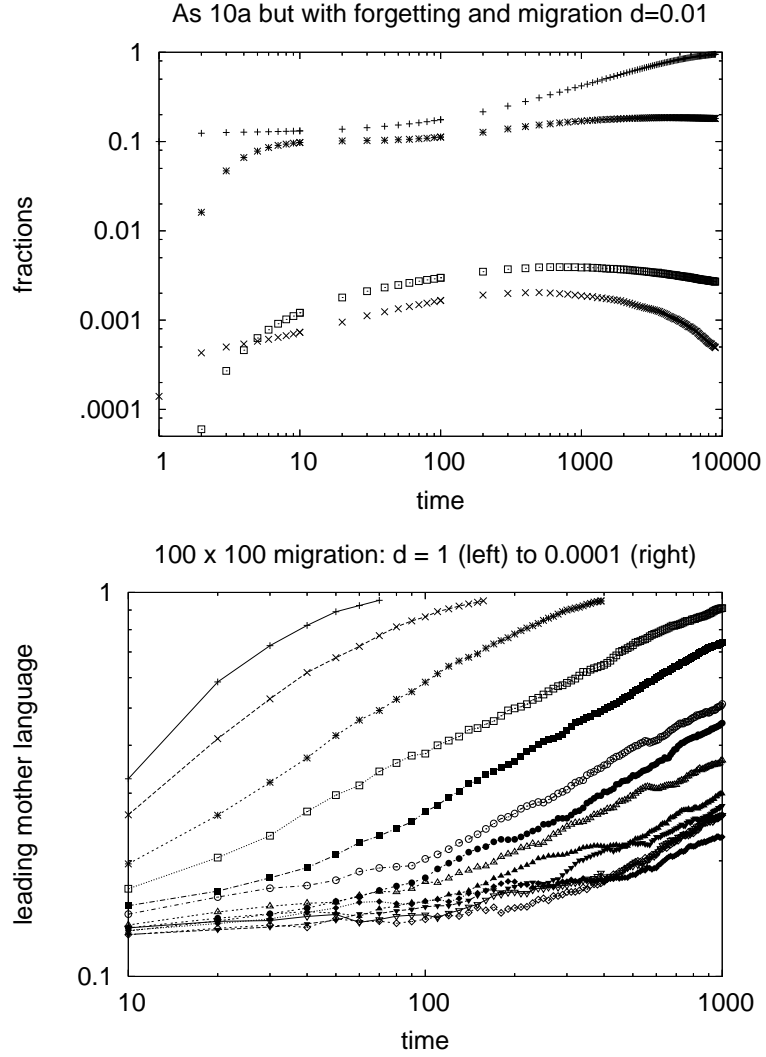 As 10a but with forgetting and migration d=0.01
1
0.1
0.01
0.001
.0001
fractions
1 10 100 1000 10000
time
100 x 100 migration: d = 1 (left) to 0.0001 (right)
1
0.1
leading mother language
10 100 1000
time